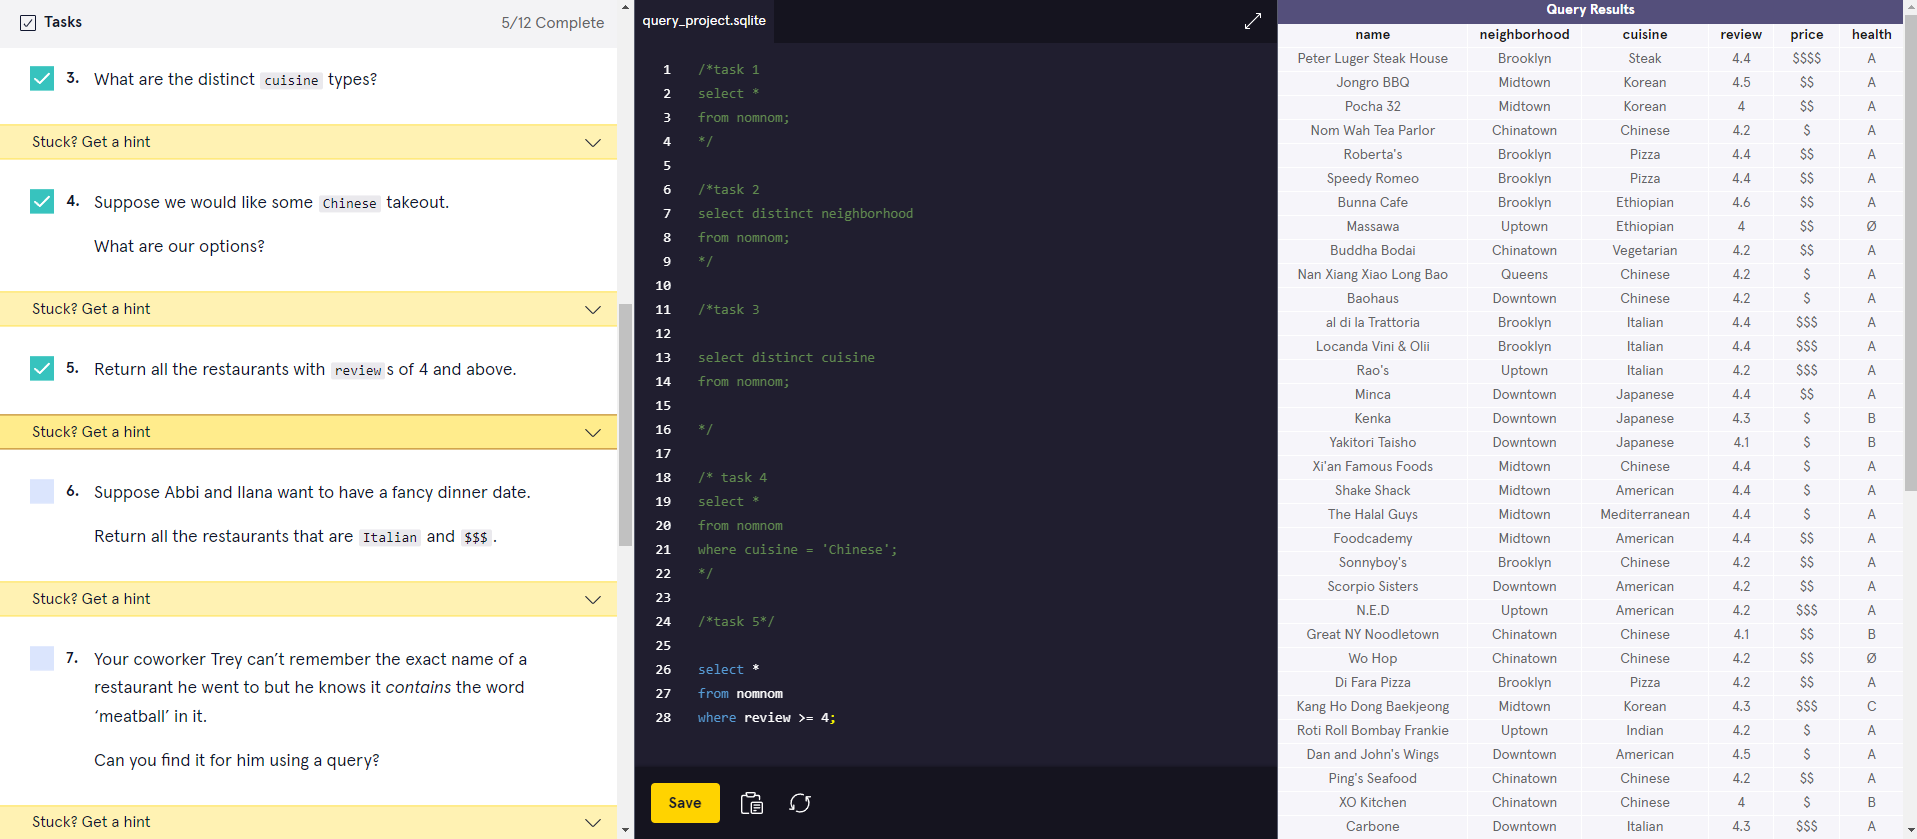 Tasks
5/12 Complete
3. What are the distinct cuisine types?
Stuck? Get a hint
4. Suppose we would like some Chinese takeout.
What are our options?
Stuck? Get a hint
5. Return all the restaurants with review s of 4 and above.
Stuck? Get a hint
6. Suppose Abbi and Ilana want to have a fancy dinner date.
Return all the restaurants that are Italian and $$$ .
Stuck? Get a hint
7. Your coworker Trey can’t remember the exact name of a
restaurant he went to but he knows it contains the word
‘meatball’ in it.
Can you find it for him using a query?
Stuck? Get a hint
query_project.sqlite
1 /*task 1
2 select *
3 from nomnom;
4 */
5
6 /*task 2
7 select distinct neighborhood
8 from nomnom;
9 */
10
11 /*task 3
12
13 select distinct cuisine
14 from nomnom;
15
16 */
17
18 /* task 4
19 select *
20 from nomnom
21 where cuisine = 'Chinese';
22 */
23
24 /*task 5*/
25
26 select *
27 from nomnom
28 where review >= 4;
Save
Query Results
name neighborhood cuisine review price health
Peter Luger Steak House Brooklyn Steak 4.4 $$$$ A
Jongro BBQ Midtown Korean 4.5 $$ A
Pocha 32 Midtown Korean 4 $$ A
Nom Wah Tea Parlor Chinatown Chinese 4.2 $ A
Roberta's Brooklyn Pizza 4.4 $$ A
Speedy Romeo Brooklyn Pizza 4.4 $$ A
Bunna Cafe Brooklyn Ethiopian 4.6 $$ A
Massawa Uptown Ethiopian 4 $$ Ø
Buddha Bodai Chinatown Vegetarian 4.2 $$ A
Nan Xiang Xiao Long Bao Queens Chinese 4.2 $ A
Baohaus Downtown Chinese 4.2 $ A
al di la Trattoria Brooklyn Italian 4.4 $$$ A
Locanda Vini & Olii Brooklyn Italian 4.4 $$$ A
Rao's Uptown Italian 4.2 $$$ A
Minca Downtown Japanese 4.4 $$ A
Kenka Downtown Japanese 4.3 $ B
Yakitori Taisho Downtown Japanese 4.1 $ B
Xi'an Famous Foods Midtown Chinese 4.4 $ A
Shake Shack Midtown American 4.4 $ A
The Halal Guys Midtown Mediterranean 4.4 $ A
Foodcademy Midtown American 4.4 $$ A
Sonnyboy's Brooklyn Chinese 4.2 $$ A
Scorpio Sisters Downtown American 4.2 $$ A
N.E.D Uptown American 4.2 $$$ A
Great NY Noodletown Chinatown Chinese 4.1 $$ B
Wo Hop Chinatown Chinese 4.2 $$ Ø
Di Fara Pizza Brooklyn Pizza 4.2 $$ A
Kang Ho Dong Baekjeong Midtown Korean 4.3 $$$ C
Roti Roll Bombay Frankie Uptown Indian 4.2 $ A
Dan and John's Wings Downtown American 4.5 $ A
Ping's Seafood Chinatown Chinese 4.2 $$ A
XO Kitchen Chinatown Chinese 4 $ B
Carbone Downtown Italian 4.3 $$$ A